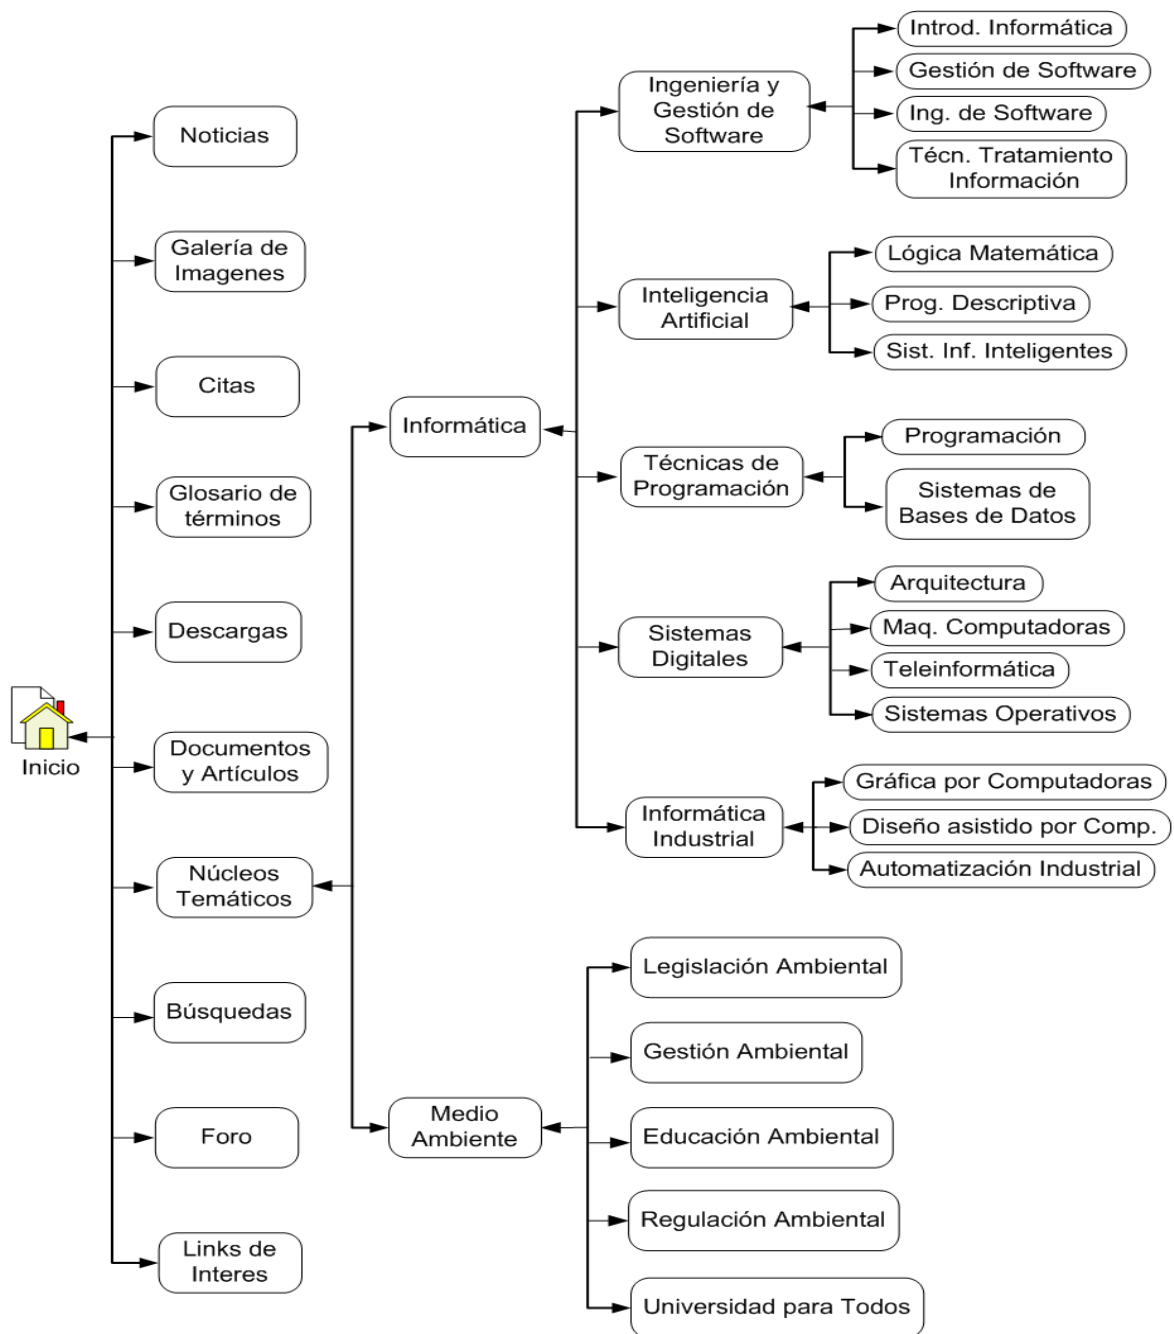 Inicio
Noticias
Galería de
Imagenes
Citas
Glosario de
términos
Descargas
Documentos
y Artículos
Núcleos
Temáticos
Búsquedas
Foro
Links de
Interes
Informática
Medio
Ambiente
Ingeniería y
Gestión de
Software
Inteligencia
Artificial
Técnicas de
Programación
Sistemas
Digitales
Informática
Industrial
Legislación Ambiental
Gestión Ambiental
Educación Ambiental
Regulación Ambiental
Universidad para Todos
Introd. Informática
Gestión de Software
Ing. de Software
Técn. Tratamiento
Información
Lógica Matemática
Prog. Descriptiva
Sist. Inf. Inteligentes
Programación
Sistemas de
Bases de Datos
Arquitectura
Maq. Computadoras
Teleinformática
Sistemas Operativos
Gráfica por Computadoras
Diseño asistido por Comp.
Automatización Industrial